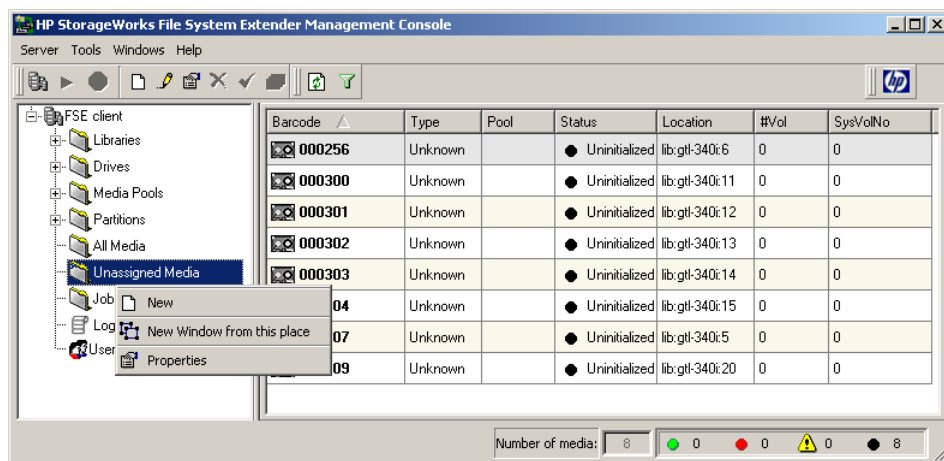 HP StorageWorks File System Extender Management Console
Server Tools Windows Help
hp
FSE client
Libraries
Drives
Media Pools
Partitions
All Media
Unassigned Media
Job
Log
User
New
New Window from this place
Properties
Barcode Type Pool Status Location #Vol SysVolNo
000256 Unknown Uninitialized lib:gtl-340i:6 0 0
000300 Unknown Uninitialized lib:gtl-340i:11 0 0
000301 Unknown Uninitialized lib:gtl-340i:12 0 0
000302 Unknown Uninitialized lib:gtl-340i:13 0 0
000303 Unknown Uninitialized lib:gtl-340i:14 0 0
04 Unknown Uninitialized lib:gtl-340i:15 0 0
07 Unknown Uninitialized lib:gtl-340i:5 0 0
09 Unknown Uninitialized lib:gtl-340i:20 0 0
Number of media: 8 0 0 0 8